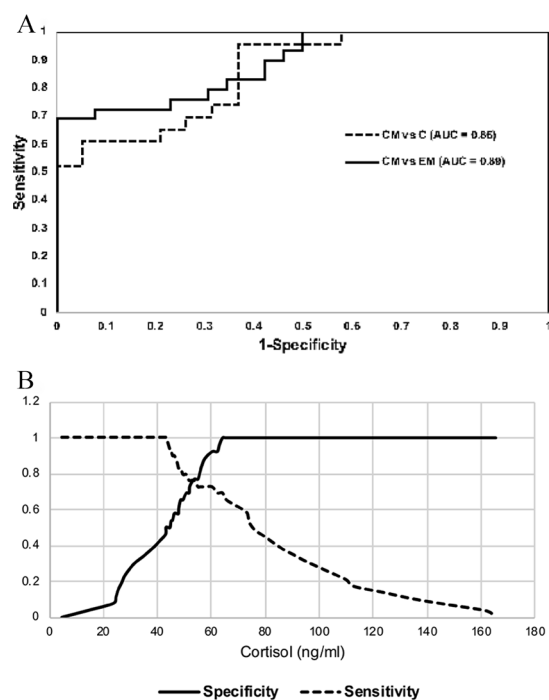 A
1
0.9
0.8
0.7
0.6
0.5
0.4
0.3
0.2
0.1
0
Sensitivity
CM vs C (AUC = 0.86)
CM vs EM (AUC = 0.89)
0 0.1 0.2 0.3 0.4 0.5 0.6 0.7 0.8 0.9 1
1-Specificity
B
1.2
1
0.8
0.6
0.4
0.2
0
0 20 40 60 80 100 120 140 160 180
Cortisol (ng/ml)
Specificity Sensitivity